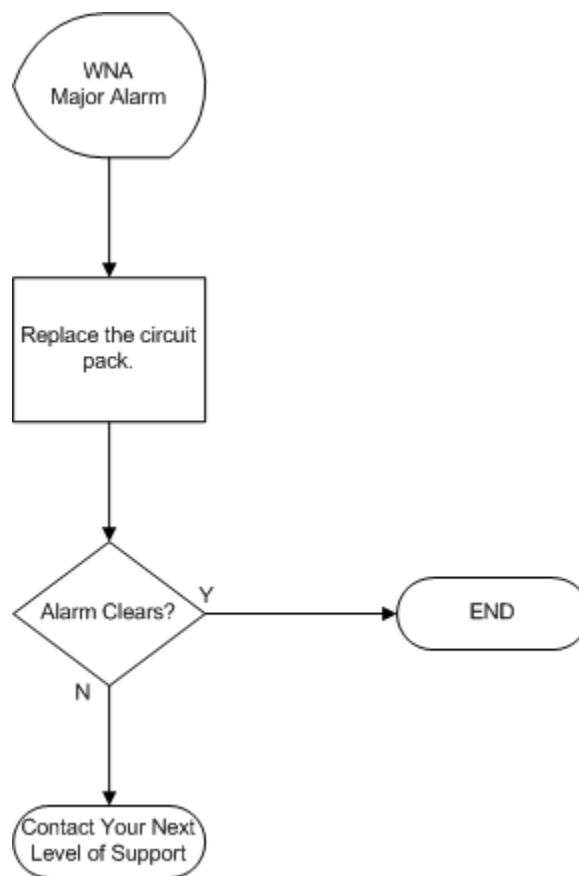 WNA
Major Alarm
Replace the circuit
pack.
Alarm Clears?
Y
END
N
Contact Your Next
Level of Support